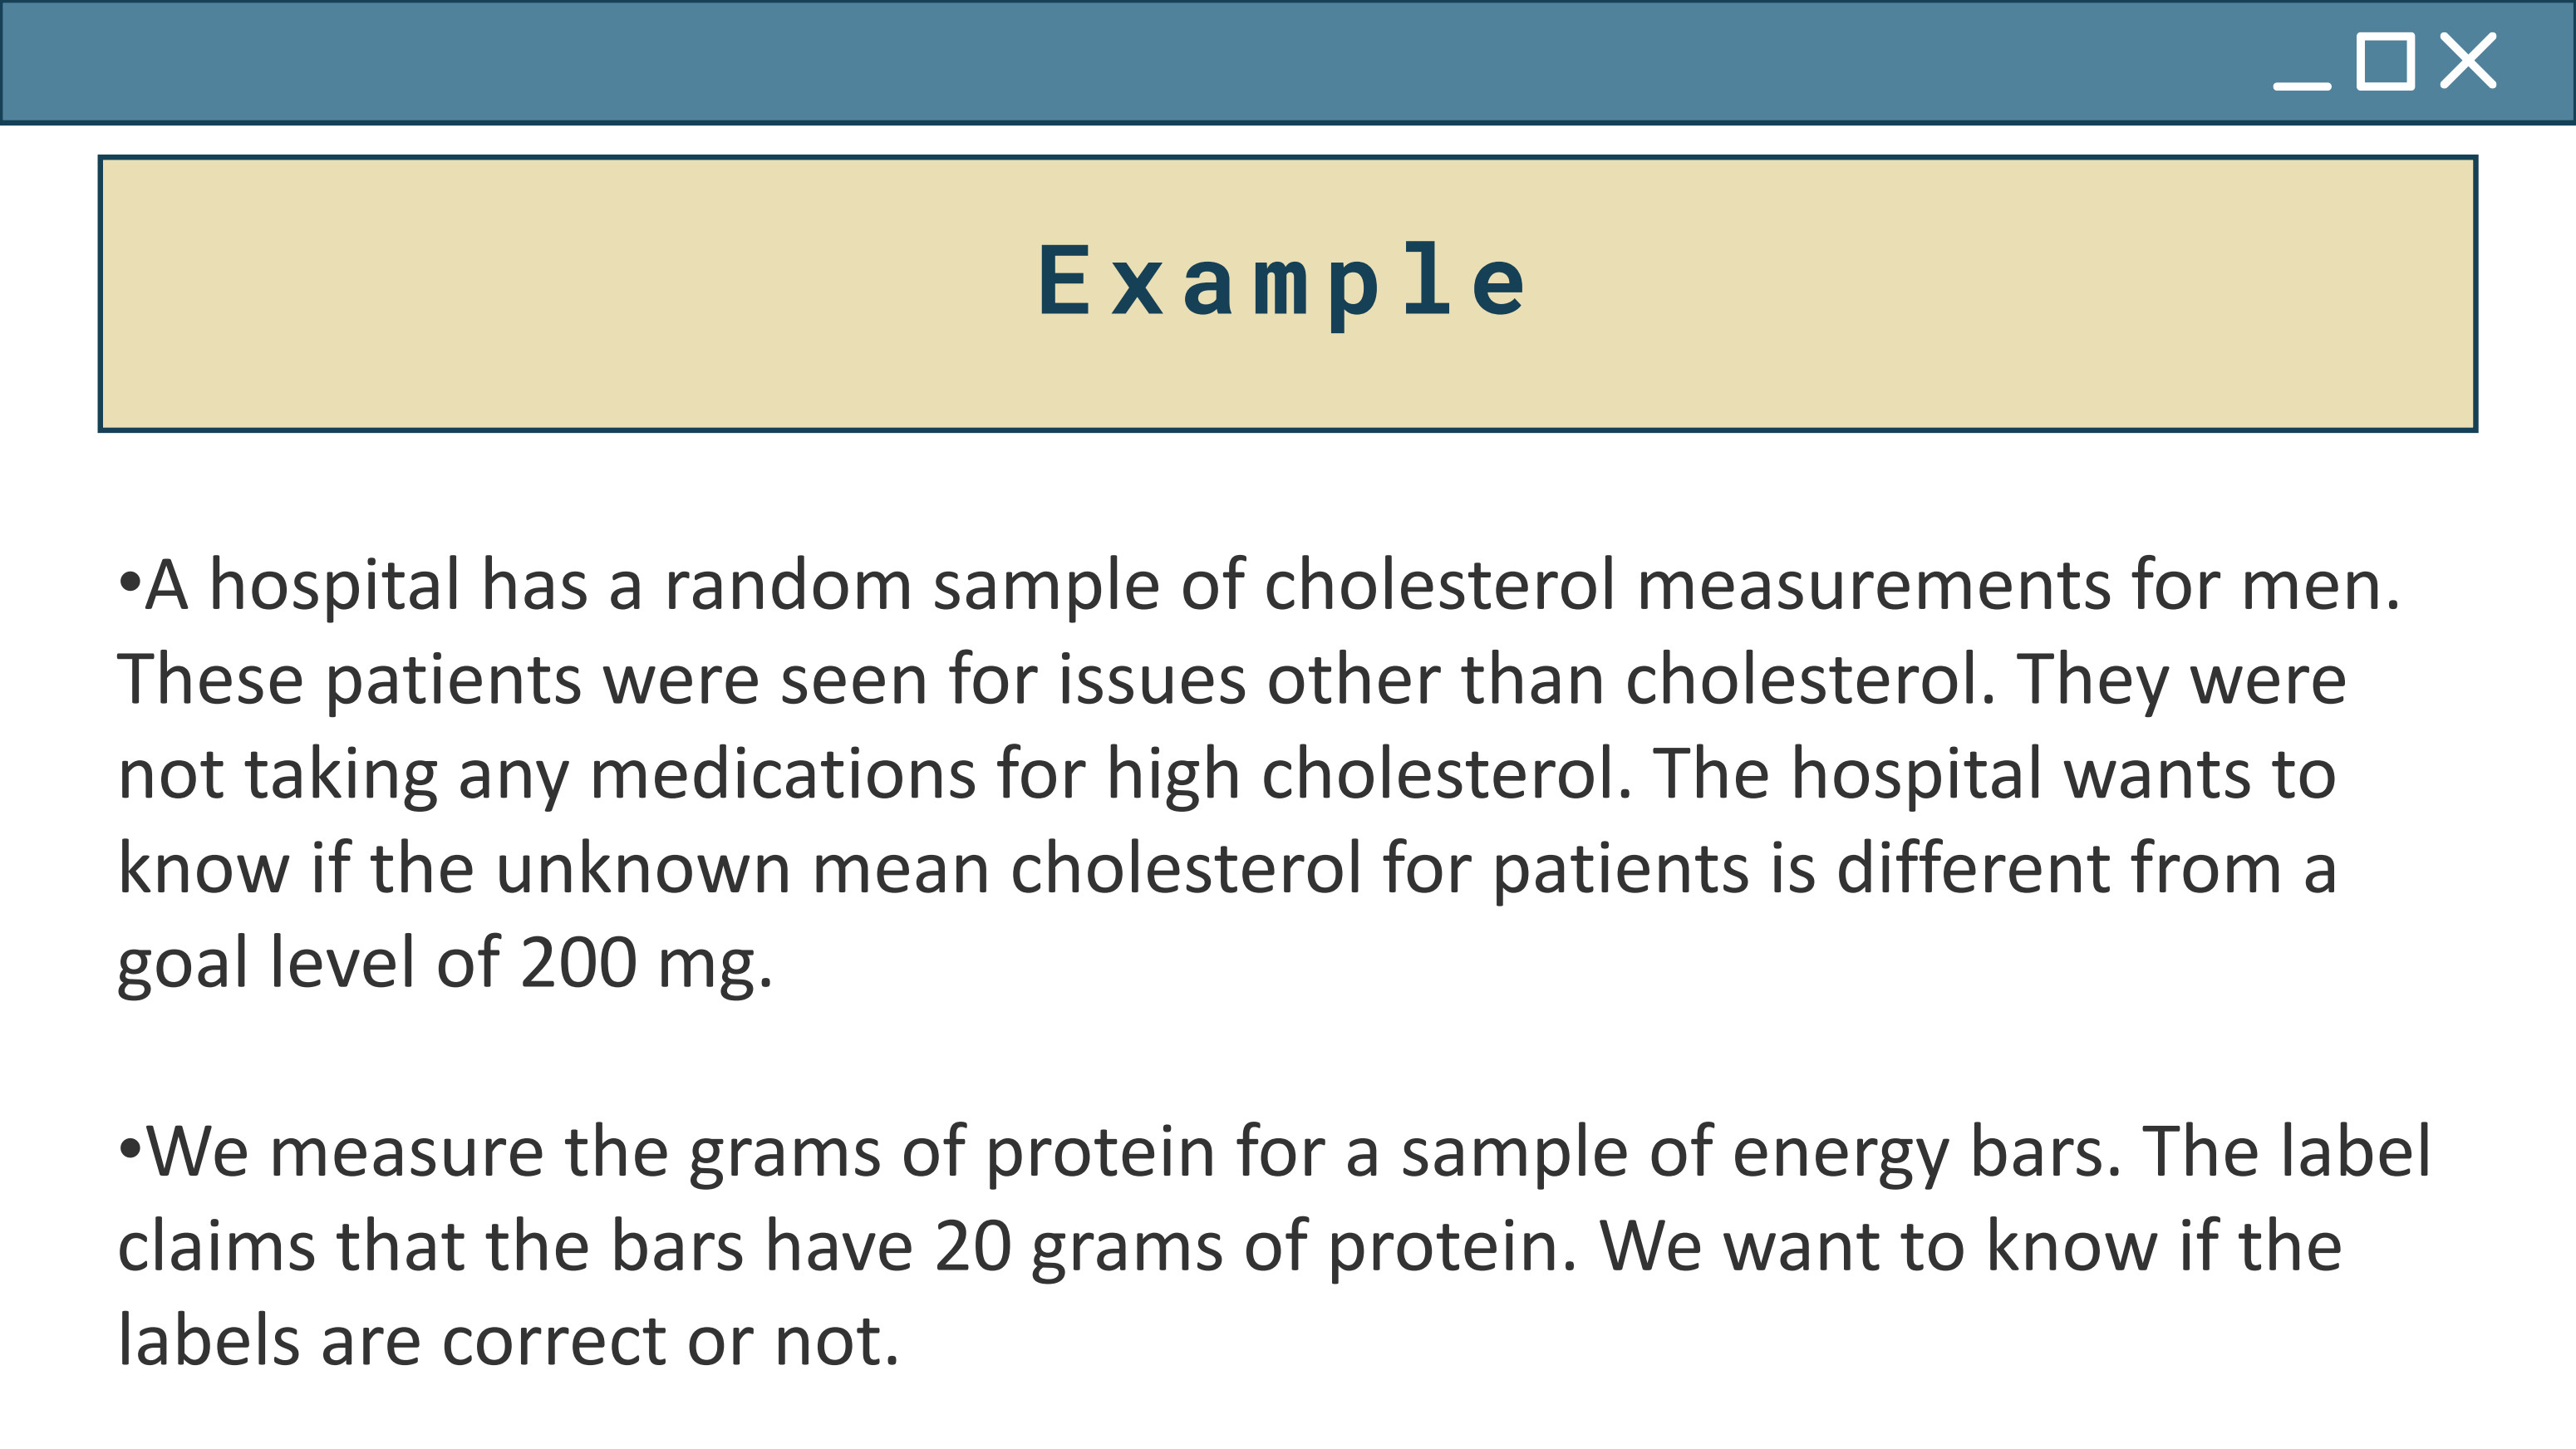 Example
•A hospital has a random sample of cholesterol measurements for men.
These patients were seen for issues other than cholesterol. They were
not taking any medications for high cholesterol. The hospital wants to
know if the unknown mean cholesterol for patients is different from a
goal level of 200 mg.
•We measure the grams of protein for a sample of energy bars. The label
claims that the bars have 20 grams of protein. We want to know if the
labels are correct or not.